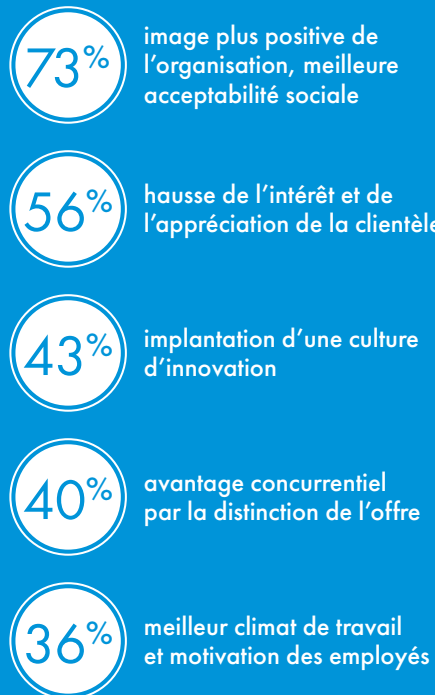 73%
image plus positive de
l'organisation, meilleure
acceptabilité sociale
56%
hausse de l'intérêt et de
l'appréciation de la clientèle
43%
implantation d'une culture
d'innovation
40%
avantage concurrentiel
par la distinction de l'offre
36%
meilleur climat de travail
et motivation des employés